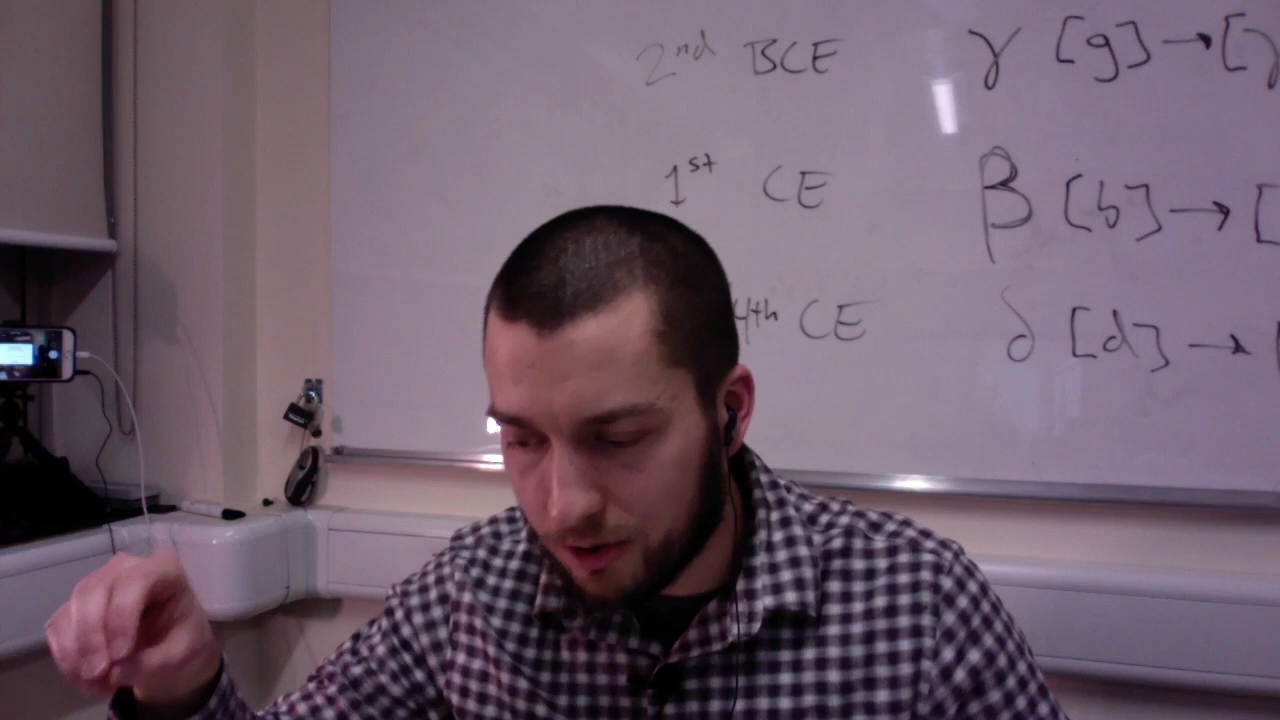 2nd BCE γ [g] → [γ
1st CE β [b] → [
4th CE δ [d] → [